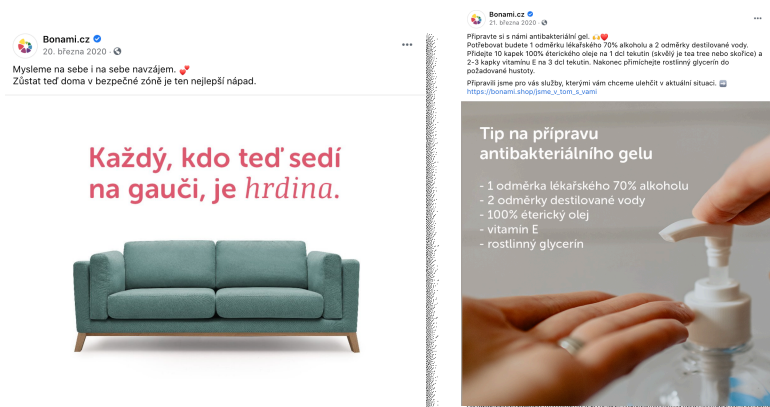 Bonami.cz
20. března 2020 ·
Mysleme na sebe i na sebe navzájem. 💕
Zůstat teď doma v bezpečné zóně je ten nejlepší nápad.
Každý, kdo teď sedí
na gauči, je hrdina.
Bonami.cz
21. března 2020 ·
Připravte si s námi antibakteriální gel. 🙌❤️
Potřebovat budete 1 odměrku lékařského 70% alkoholu a 2 odměrky destilované vody.
Přidejte 10 kapek 100% éterického oleje na 1 dcl tekutin (skvělý je tea tree nebo skořice) a
2-3 kapky vitamínu E na 3 dcl tekutin. Nakonec přimíchejte rostlinný glycerín do
požadované hustoty.
Připravili jsme pro vás služby, kterými vám chceme ulehčit v aktuální situaci. ➡️
https://bonami.shop/jsme_v_tom_s_vami
Tip na přípravu
antibakteriálního gelu
- 1 odměrka lékařského 70% alkoholu
- 2 odměrky destilované vody
- 100% éterický olej
- vitamín E
- rostlinný glycerín